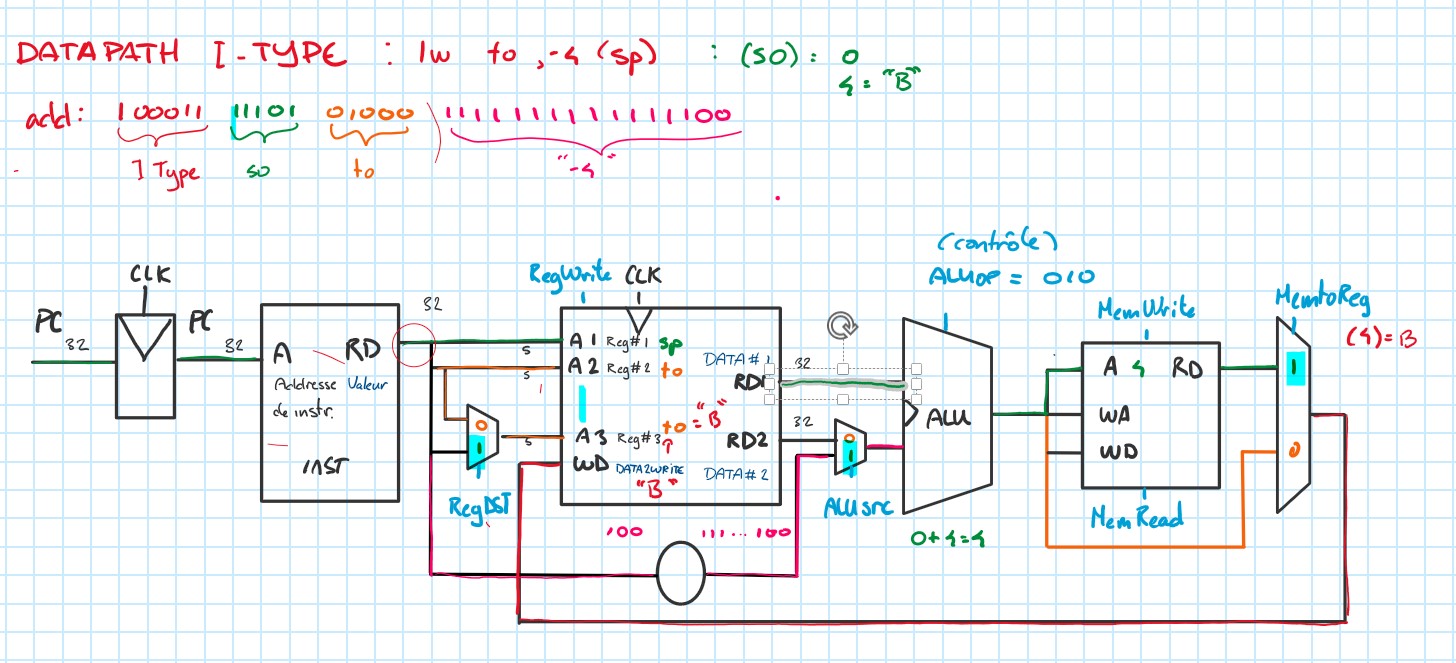 DATAPATH I-TYPE : lw to, -4 (sp) : (so) = 0
4 = "B"
add: 100011 11101 01000 1111111111111100
I Type so to "-4"
(contrôle)
ALUOP = 010
CLK
RegWrite CLK
MemWrite
MemtoReg
(4) = B
PC 32
PC 32
A RD
32
Addresse Valeur
de instr.
INST
5
A1 Reg#1 sp
5
A2 Reg#2 to
DATA #1
RD1
32
0
1
RegDST
5
A3 Reg#3 to = "B"
WD DATA2WRITE
"B"
RD2
DATA #2
32
0
1
ALUsrc
ALU
0+4=4
A 4 RD
WA
WD
MemRead
1
0
100 111...100